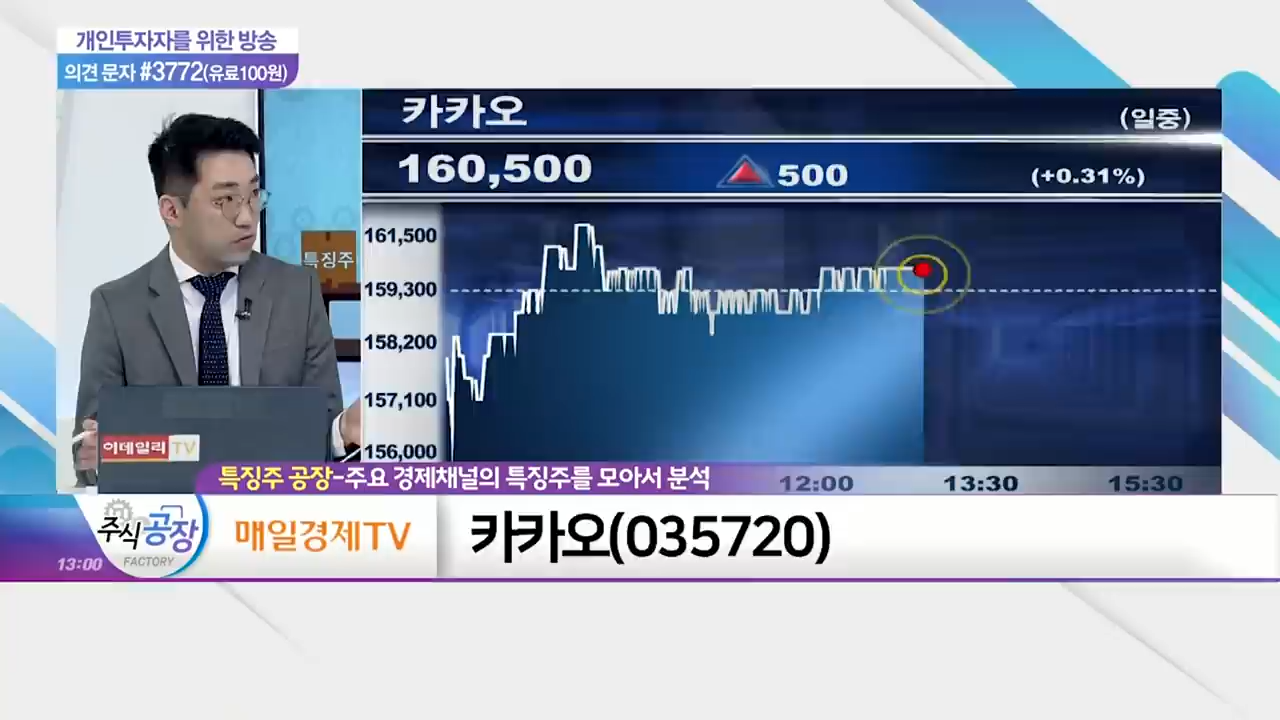 개인투자자를 위한 방송
의견 문자 #3772(유료100원)
카카오
(일중)
160,500
500
(+0.31%)
특징주
161,500
159,300
158,200
157,100
156,000
이데일리 TV
특징주 공장-주요 경제채널의 특징주를 모아서 분석
12:00
13:30
15:30
주식공장
FACTORY
13:00
매일경제TV
카카오(035720)